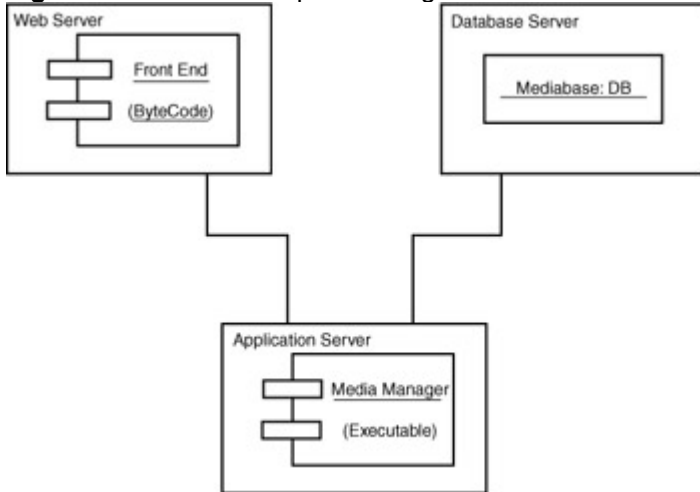 Web Server
Front End
(ByteCode)
Database Server
Mediabase: DB
Application Server
Media Manager
(Executable)